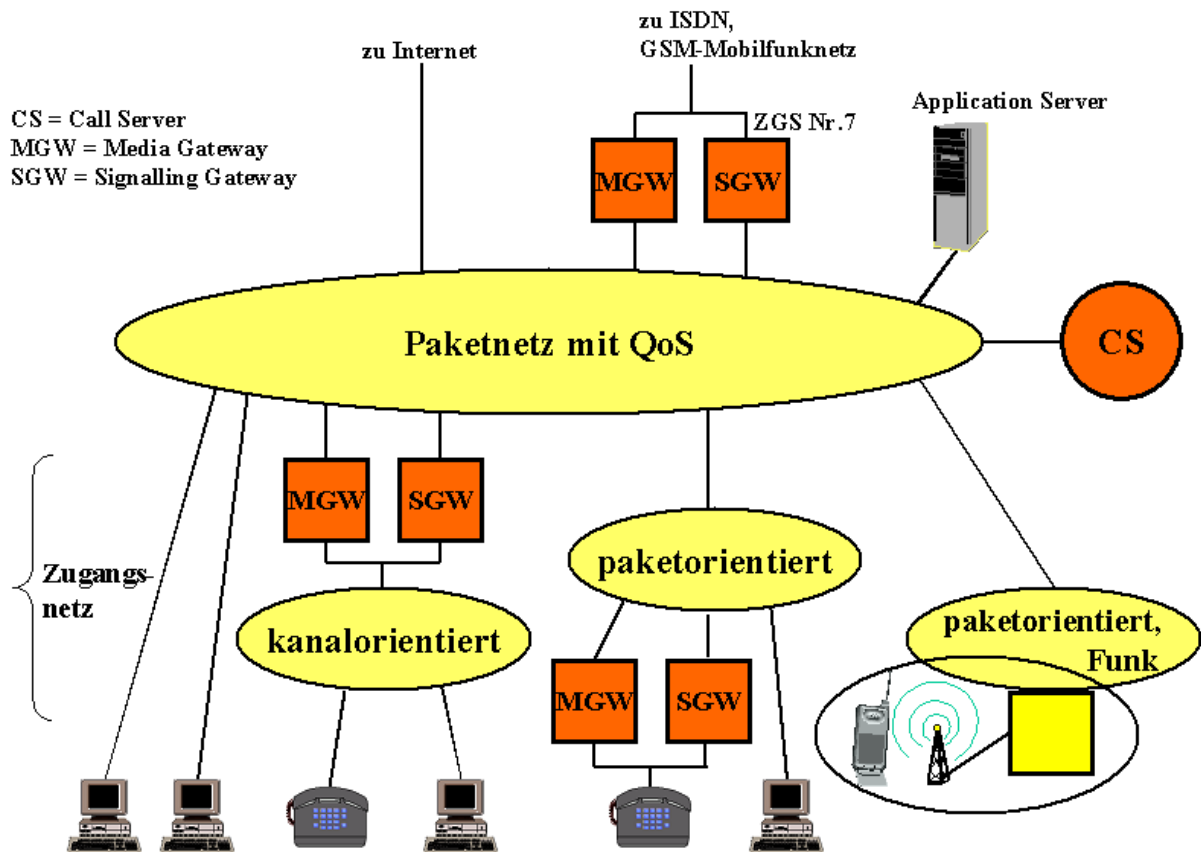 zu Internet
zu ISDN,
GSM-Mobilfunknetz
CS = Call Server
MGW = Media Gateway
SGW = Signalling Gateway
Application Server
ZGS Nr.7
MGW
SGW
Paketnetz mit QoS
CS
MGW
SGW
Zugangs-
netz
paketorientiert
kanalorientiert
paketorientiert,
Funk
MGW
SGW